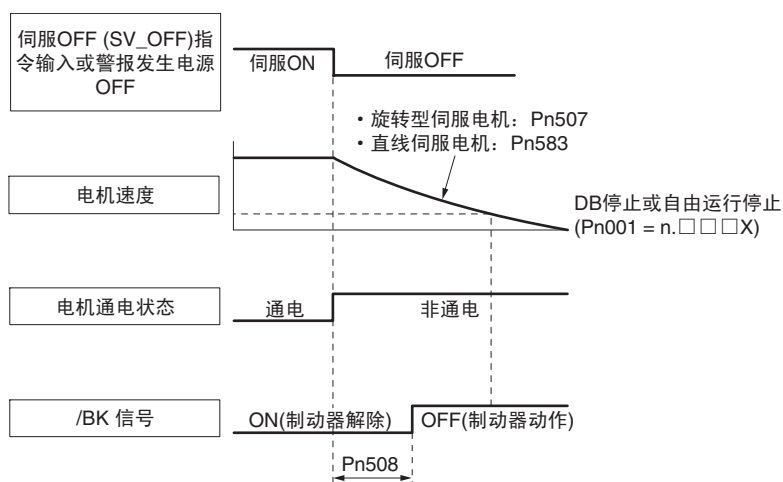 伺服OFF (SV_OFF)指
令输入或警报发生电源
OFF
伺服ON
伺服OFF
• 旋转型伺服电机：Pn507
• 直线伺服电机：Pn583
电机速度
DB停止或自由运行停止
(Pn001 = n.□□□X)
电机通电状态
通电
非通电
/BK 信号
ON(制动器解除)
OFF(制动器动作)
Pn508